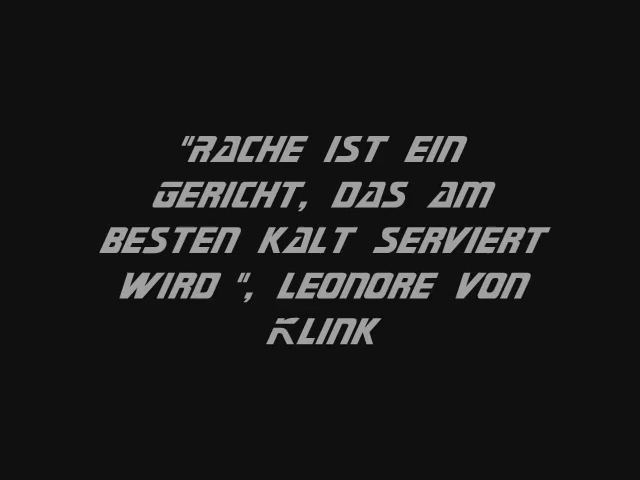 "RACHE IST EIN
GERICHT, DAS AM
BESTEN KALT SERVIERT
WIRD ", LEONORE VON
KLINK